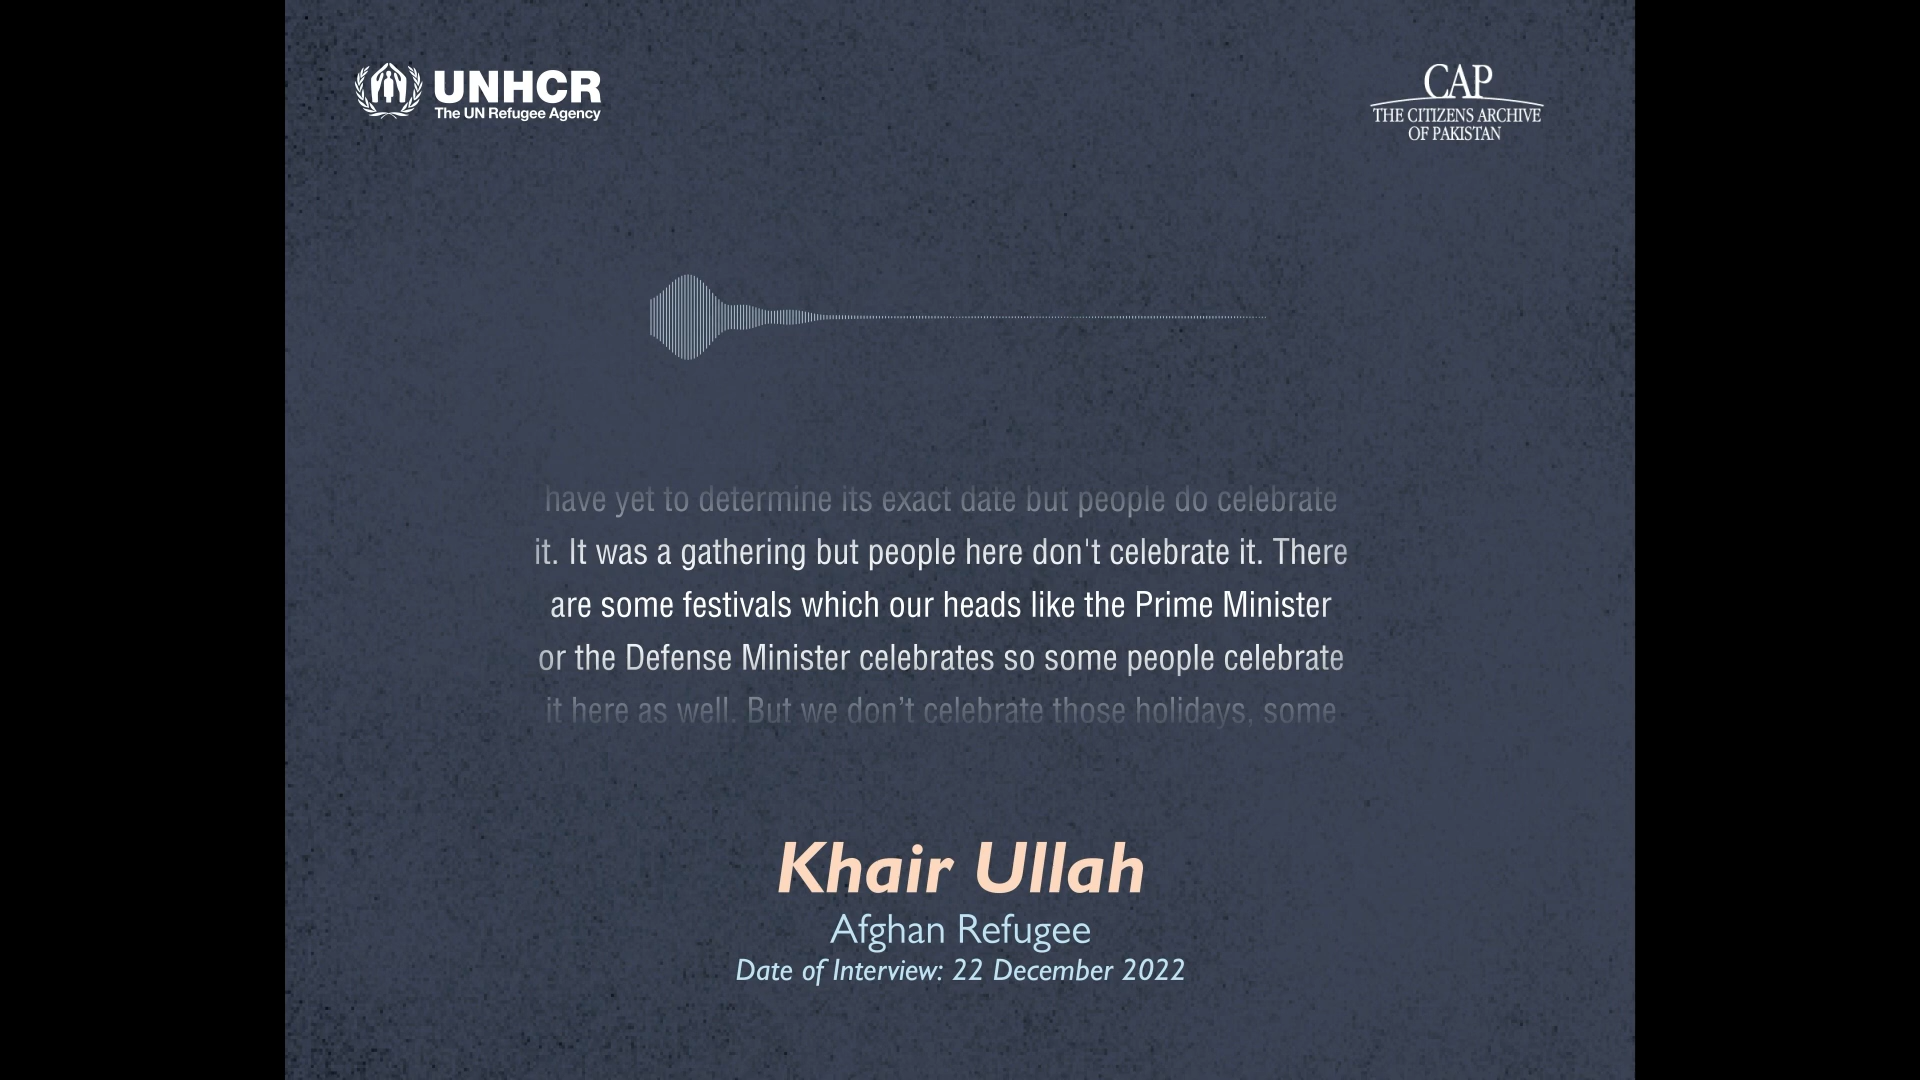 UNHCR
The UN Refugee Agency
CAP
THE CITIZENS ARCHIVE
OF PAKISTAN
have yet to determine its exact date but people do celebrate
it. It was a gathering but people here don't celebrate it. There
are some festivals which our heads like the Prime Minister
or the Defense Minister celebrates so some people celebrate
it here as well. But we don’t celebrate those holidays, some
Khair Ullah
Afghan Refugee
Date of Interview: 22 December 2022